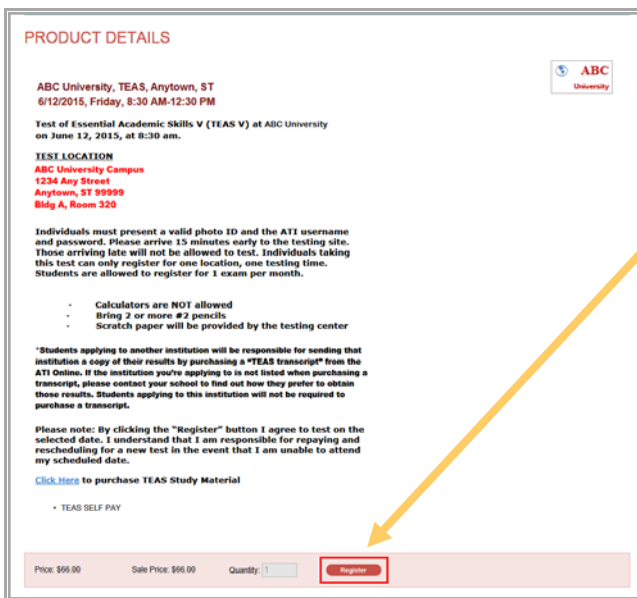 PRODUCT DETAILS
ABC
University
ABC University, TEAS, Anytown, ST
6/12/2015, Friday, 8:30 AM-12:30 PM
Test of Essential Academic Skills V (TEAS V) at ABC University
on June 12, 2015, at 8:30 am.
TEST LOCATION
ABC University Campus
1234 Any Street
Anytown, ST 99999
Bldg A, Room 320
Individuals must present a valid photo ID and the ATI username
and password. Please arrive 15 minutes early to the testing site.
Those arriving late will not be allowed to test. Individuals taking
this test can only register for one location, one testing time.
Students are allowed to register for 1 exam per month.
· Calculators are NOT allowed
· Bring 2 or more #2 pencils
· Scratch paper will be provided by the testing center
*Students applying to another institution will be responsible for sending that
institution a copy of their results by purchasing a "TEAS transcript" from the
ATI Online. If the institution you're applying to is not listed when purchasing a
transcript, please contact your school to find out how they prefer to obtain
those results. Students applying to this institution will not be required to
purchase a transcript.
Please note: By clicking the "Register" button I agree to test on the
selected date. I understand that I am responsible for repaying and
rescheduling for a new test in the event that I am unable to attend
my scheduled date.
Click Here to purchase TEAS Study Material
• TEAS SELF PAY
Price: $66.00 Sale Price: $66.00 Quantity: 1 Register